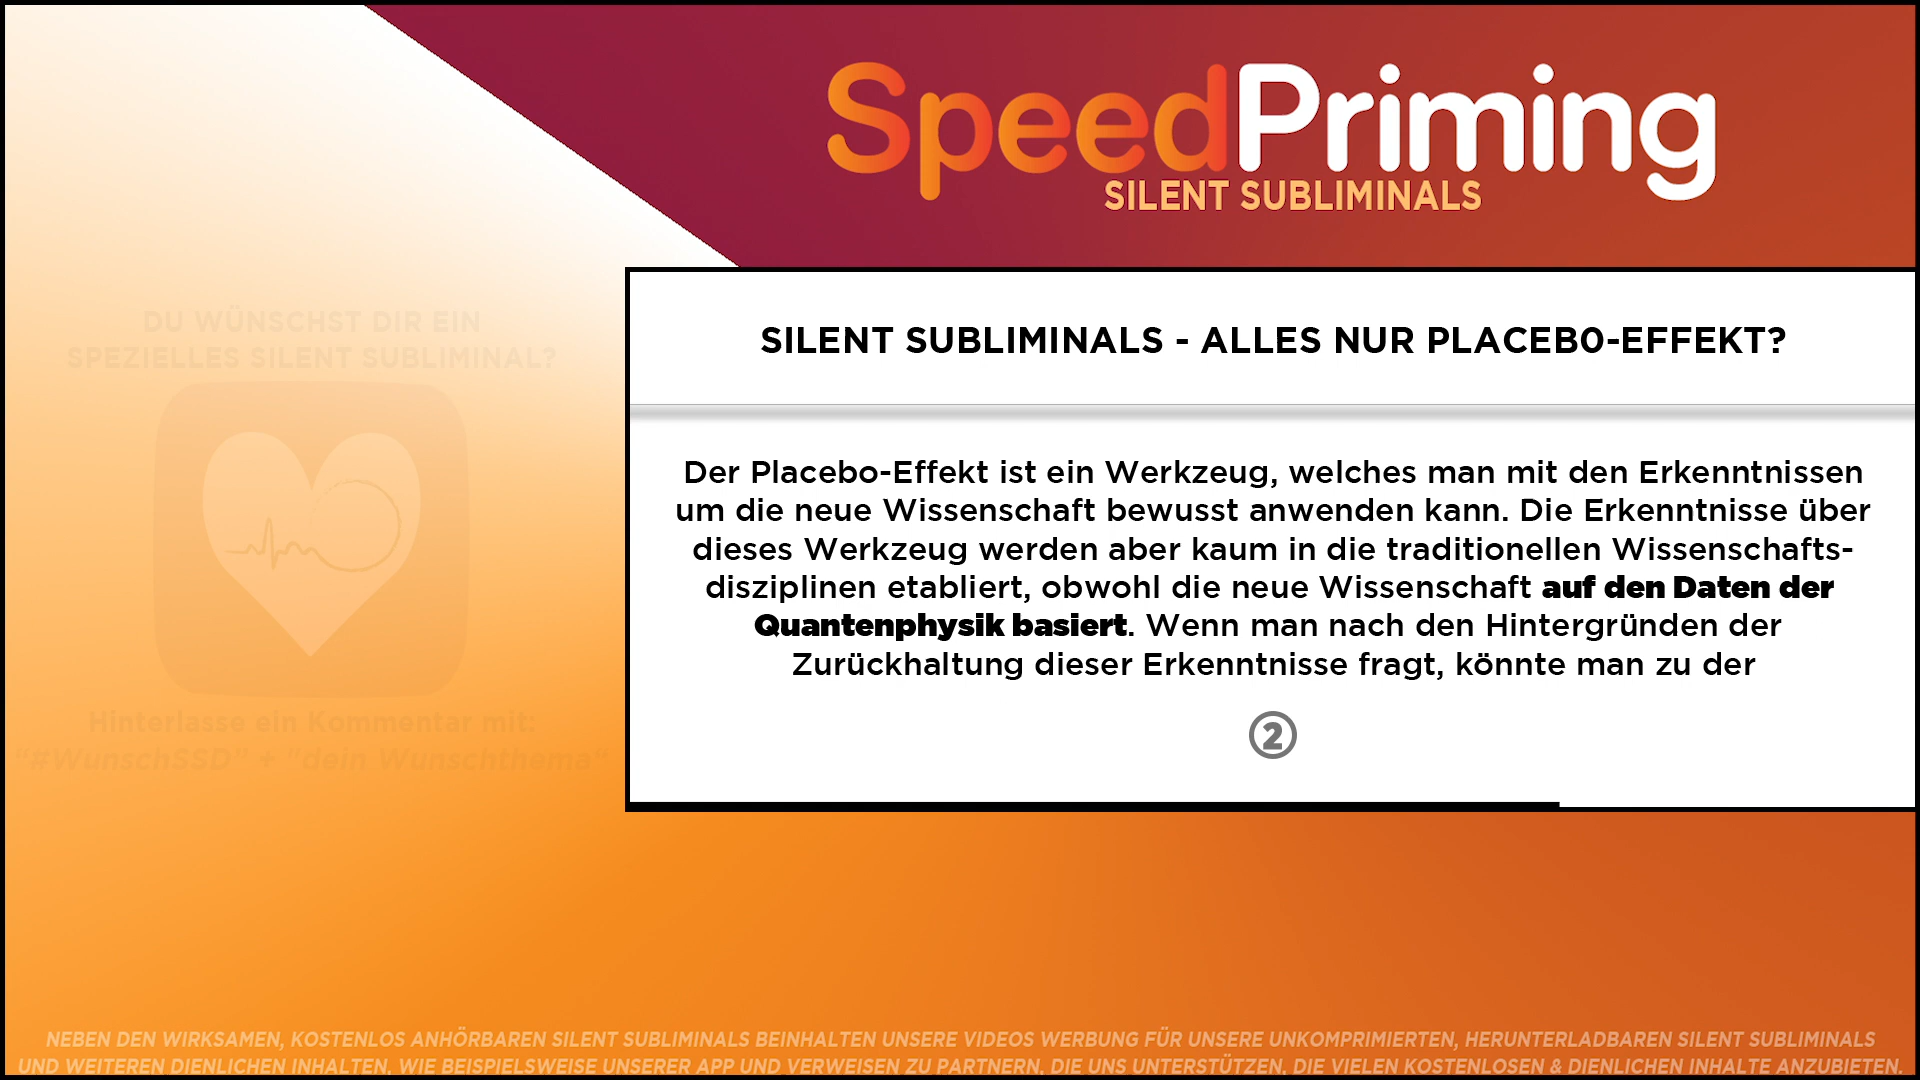 SpeedPriming
SILENT SUBLIMINALS
DU WÜNSCHST DIR EIN
SPEZIELLES SILENT SUBLIMINAL?
Hinterlasse ein Kommentar mit:
"#WunschSSD" + "dein Wunschthema"
SILENT SUBLIMINALS - ALLES NUR PLACEB0-EFFEKT?
Der Placebo-Effekt ist ein Werkzeug, welches man mit den Erkenntnissen
um die neue Wissenschaft bewusst anwenden kann. Die Erkenntnisse über
dieses Werkzeug werden aber kaum in die traditionellen Wissenschafts-
disziplinen etabliert, obwohl die neue Wissenschaft auf den Daten der
Quantenphysik basiert. Wenn man nach den Hintergründen der
Zurückhaltung dieser Erkenntnisse fragt, könnte man zu der
2
NEBEN DEN WIRKSAMEN, KOSTENLOS ANHÖRBAREN SILENT SUBLIMINALS BEINHALTEN UNSERE VIDEOS WERBUNG FÜR UNSERE UNKOMPRIMIERTEN, HERUNTERLADBAREN SILENT SUBLIMINALS
UND WEITEREN DIENLICHEN INHALTEN, WIE BEISPIELSWEISE UNSERER APP UND VERWEISEN ZU PARTNERN, DIE UNS UNTERSTÜTZEN, DIE VIELEN KOSTENLOSEN & DIENLICHEN INHALTE ANZUBIETEN.